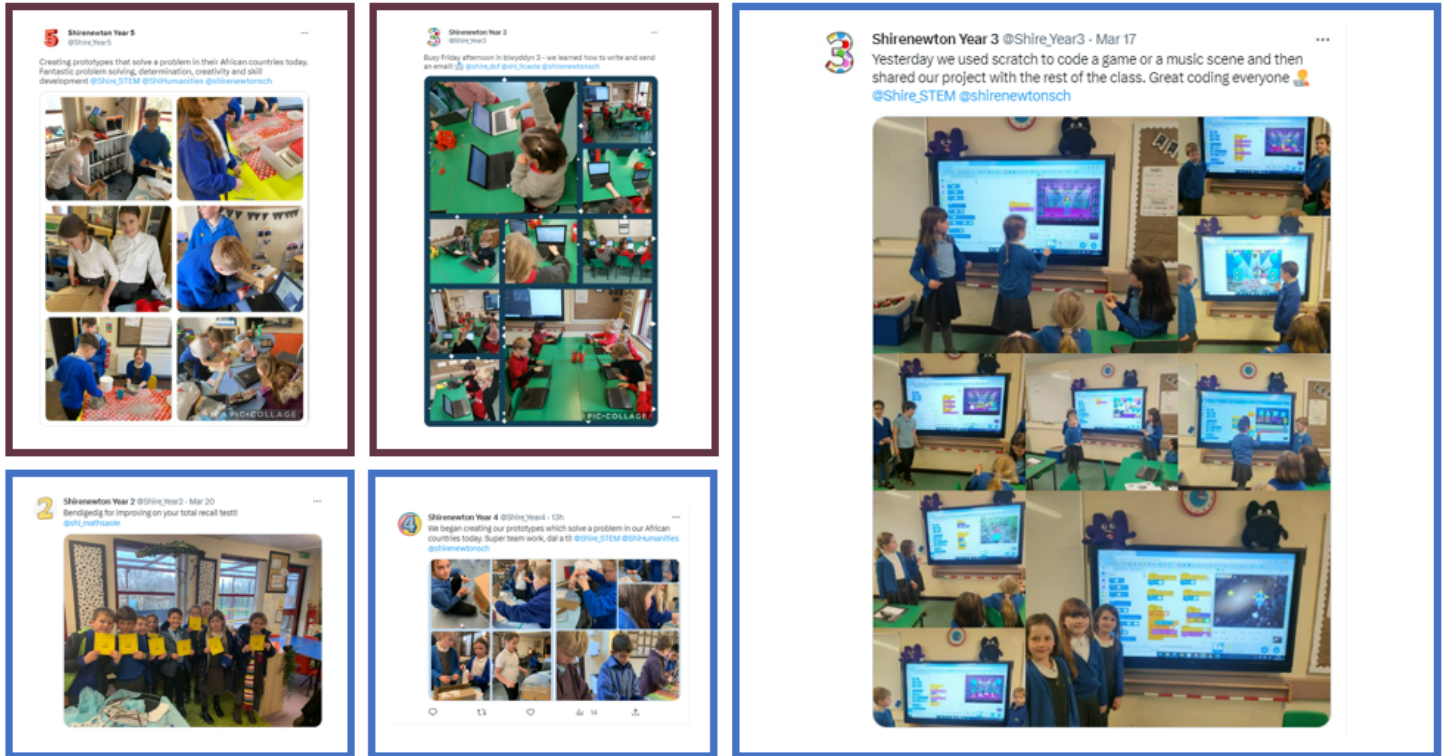 Shirenewton Year 5
@Shire_Year5
Creating prototypes that solve a problem in their African countries today.
Fantastic problem solving, determination, creativity and skill
development @Shire_STEM @ShiHumanities @shirenewtonsch
PIC•COLLAGE
Shirenewton Year 3
@Shire_Year3
Busy Friday afternoon in blwyddyn 3 - we learned how to write and send
an email! @shire_dcf @shi_llcaole @shirenewtonsch
PIC•COLLAGE
Shirenewton Year 3 @Shire_Year3 · Mar 17
Yesterday we used scratch to code a game or a music scene and then
shared our project with the rest of the class. Great coding everyone
@Shire_STEM @shirenewtonsch
Shirenewton Year 2 @Shire_Year2 · Mar 20
Bendigedig for improving on your total recall test!!
@shi_mathsaole
Shirenewton Year 4 @Shire_Year4 · 13h
We began creating our prototypes which solve a problem in our African
countries today. Super team work, dal a ti! @Shire_STEM @ShiHumanities
@shirenewtonsch
14